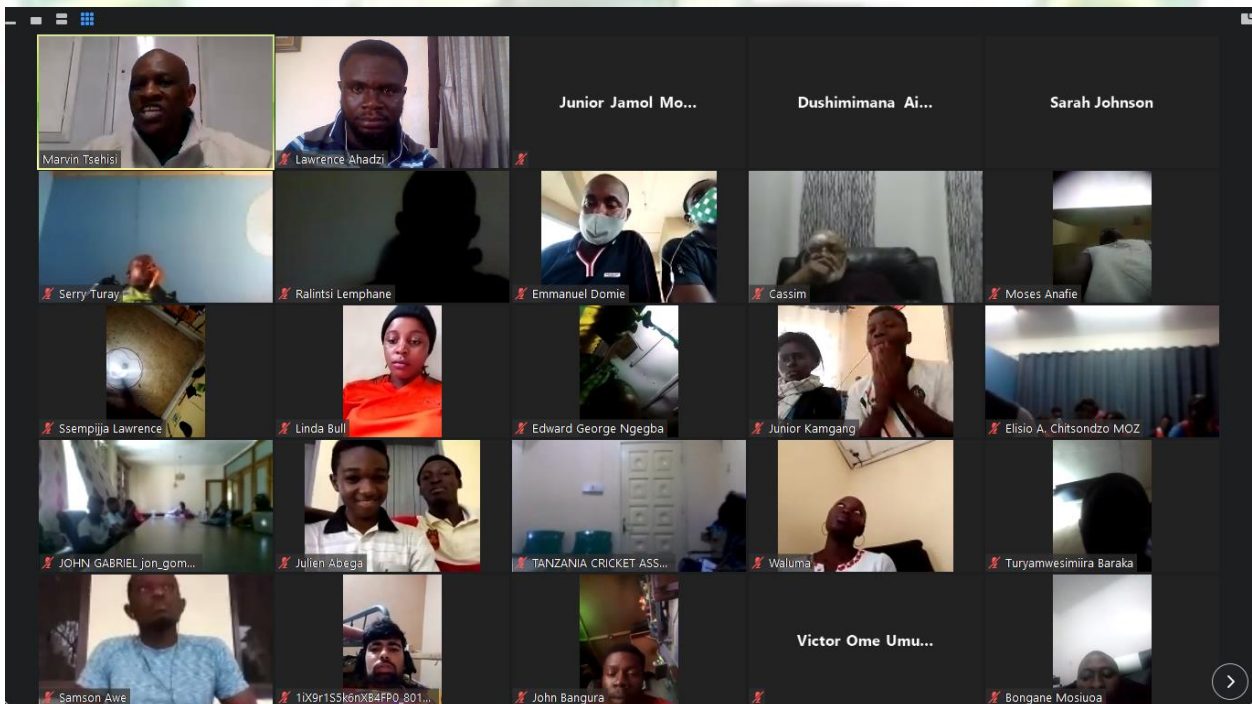 Junior Jamol Mo...
Dushimimana Ai...
Sarah Johnson
Marvin Tsehisi
Lawrence Ahadzi
Serry Turay
Ralintsi Lemphane
Emmanuel Domie
Cassim
Moses Anafie
Ssempijja Lawrence
Linda Bull
Edward George Ngegba
Junior Kamgang
Elisio A. Chitsondzo MOZ
JOHN GABRIEL jon_gom...
Julien Abega
TANZANIA CRICKET ASS...
Waluma
Turyamwesimiira Baraka
Victor Ome Umu...
Samson Awe
1iX9r1S5k6nXB4FP0_801...
John Bangura
Bongane Mosiuoa